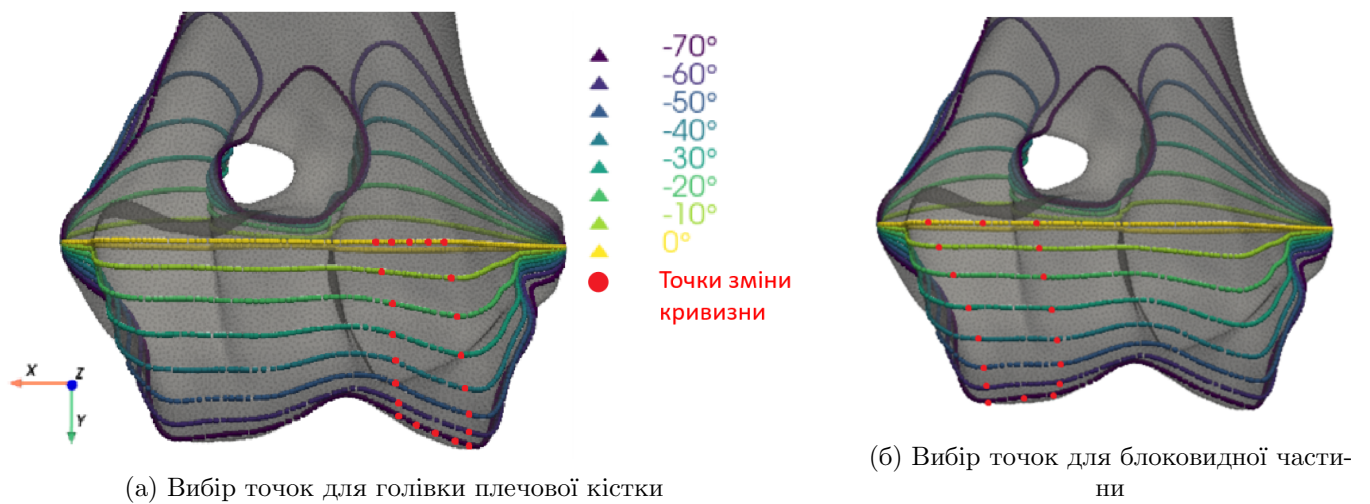 -70°
-60°
-50°
-40°
-30°
-20°
-10°
0°
Точки зміни
кривизни
X
Z
Y
(а) Вибір точок для голівки плечової кістки
(б) Вибір точок для блоковидної части-
ни